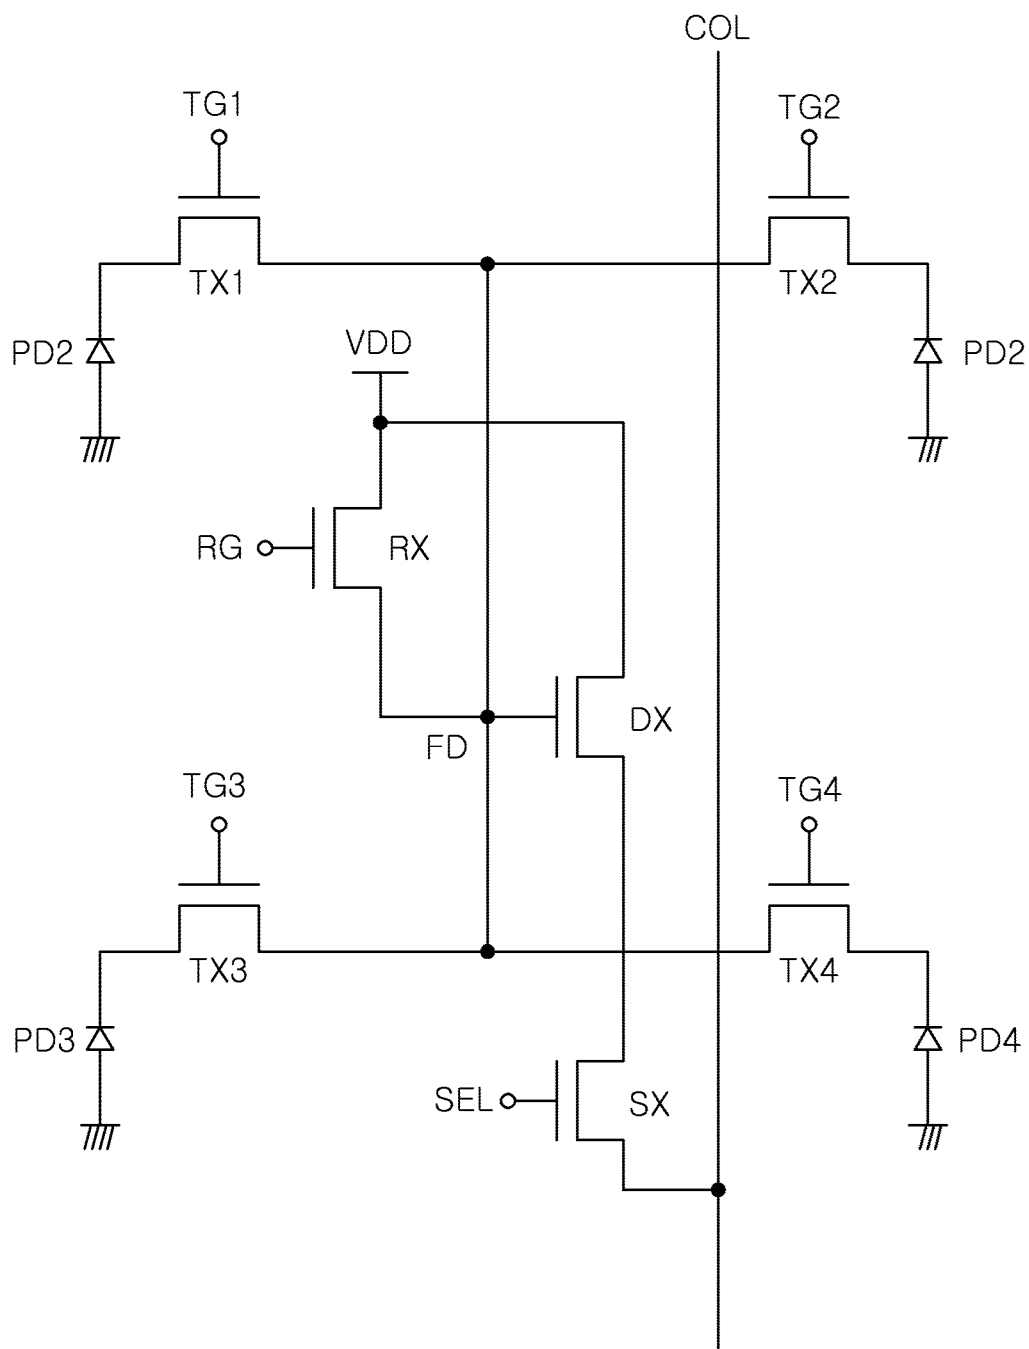 COL
TG1
TG2
TX1
TX2
PD2
VDD
PD2
RG
RX
DX
FD
TG3
TG4
TX3
TX4
PD3
PD4
SEL
SX